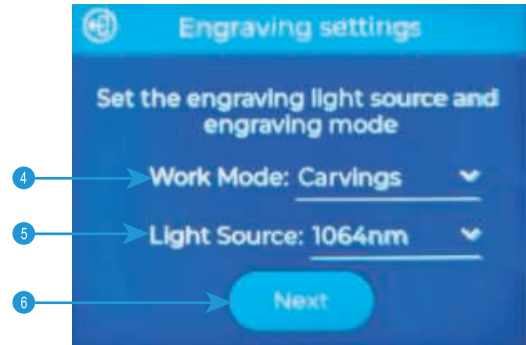 Engraving settings
Set the engraving light source and
engraving mode
4 Work Mode: Carvings
5 Light Source: 1064nm
6 Next